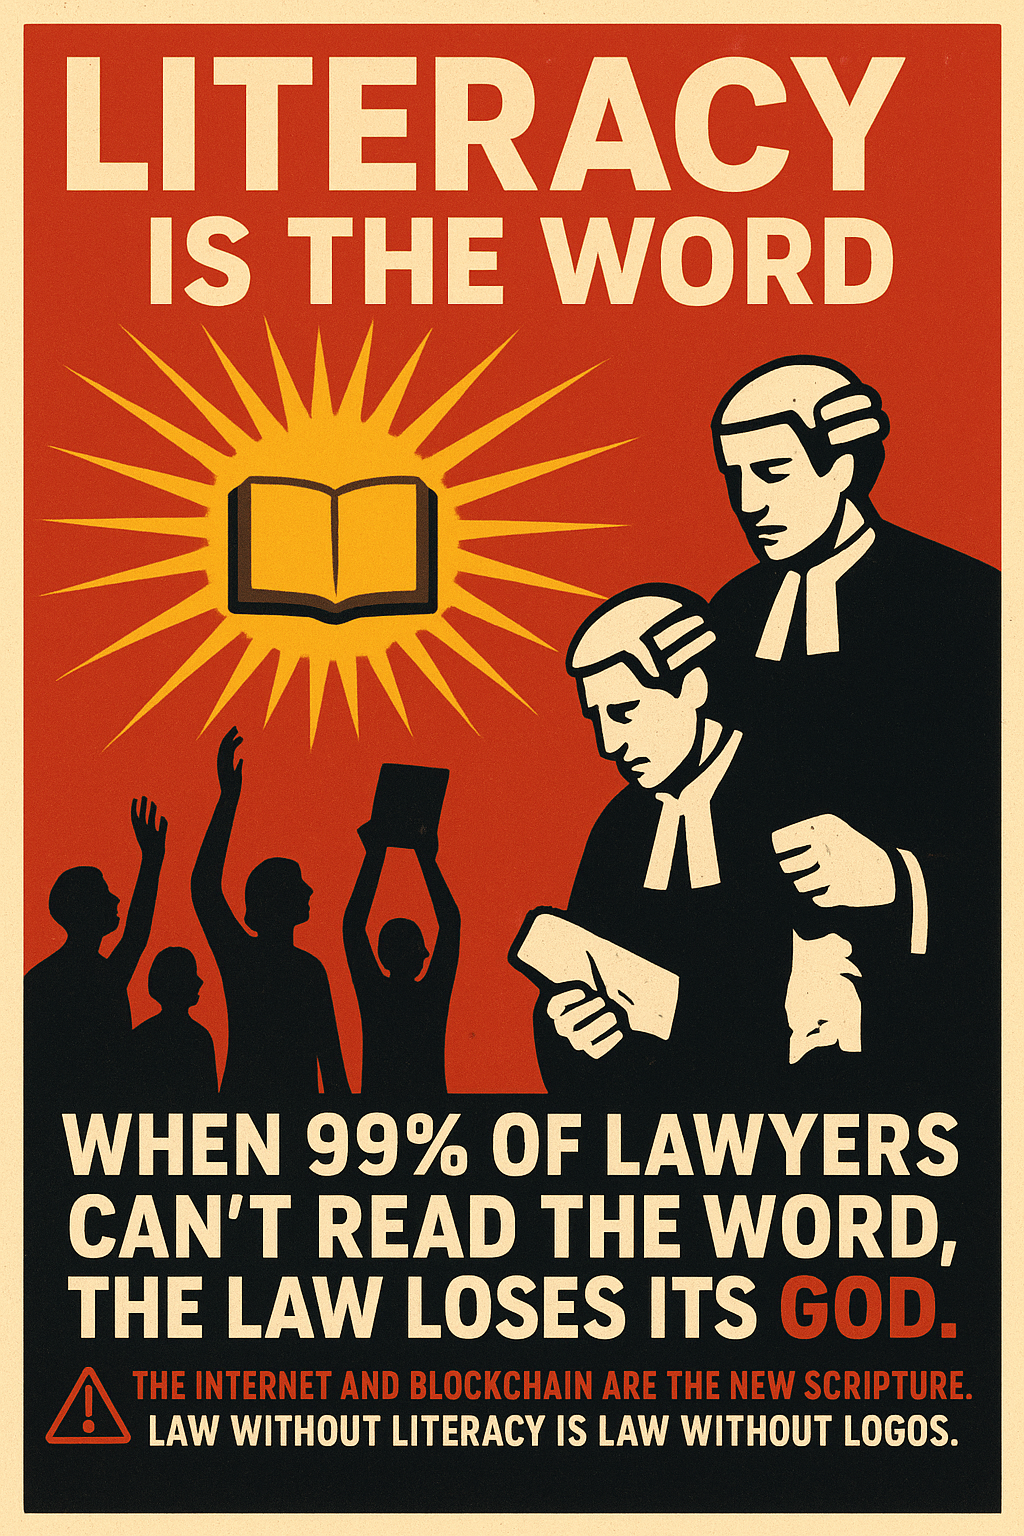 LITERACY
IS THE WORD
WHEN 99% OF LAWYERS
CAN'T READ THE WORD,
THE LAW LOSES ITS GOD.
THE INTERNET AND BLOCKCHAIN ARE THE NEW SCRIPTURE.
LAW WITHOUT LITERACY IS LAW WITHOUT LOGOS.